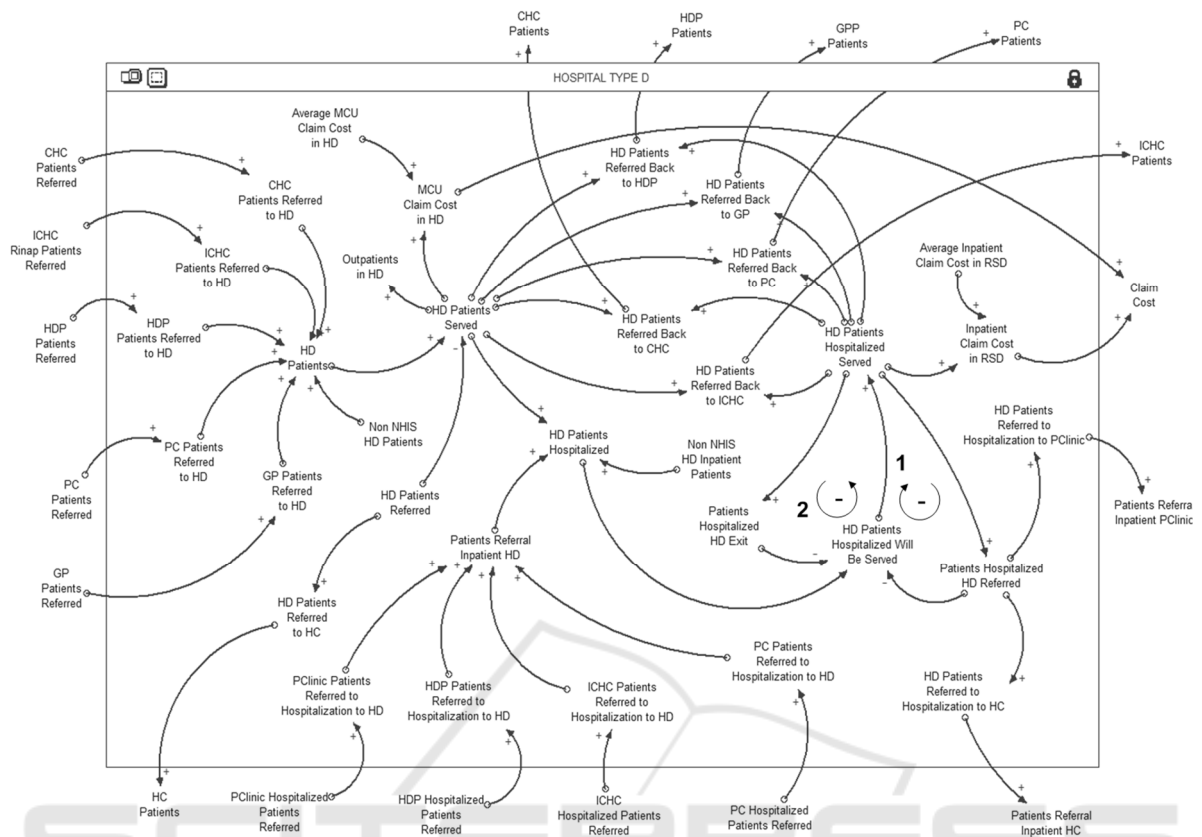 CHC
Patients
HDP
Patients
GPP
Patients
PC
Patients
HOSPITAL TYPE D
Average MCU
Claim Cost
in HD
CHC
Patients
Referred
CHC
Patients Referred
to HD
MCU
Claim Cost
in HD
HD Patients
Referred Back
to HDP
HD Patients
Referred Back
to GP
ICHC
Patients
ICHC
Rinap Patients
Referred
ICHC
Patients Referred
to HD
Outpatients
in HD
HD Patients
Referred Back
to PC
Average Inpatient
Claim Cost in RSD
Claim
Cost
HDP
Patients
Referred
HDP
Patients Referred
to HD
HD Patients
Served
HD Patients
Referred Back
to CHC
HD Patients
Hospitalized
Served
Inpatient
Claim Cost
in RSD
HD
Patients
HD Patients
Referred Back
to ICHC
PC
Patients
Referred
PC Patients
Referred
to HD
Non NHIS
HD Patients
HD Patients
Hospitalized
Non NHIS
HD Inpatient
Patients
HD Patients
Referred to
Hospitalization to PClinic
GP Patients
Referred
to HD
HD Patients
Referred
1
2
-
-
Patients
Hospitalized
HD Exit
HD Patients
Hospitalized Will
Be Served
Patients Referra
Inpatient PClinic
Patients Referral
Inpatient HD
Patients Hospitalized
HD Referred
GP
Patients
Referred
HD Patients
Referred
to HC
PClinic Patients
Referred to
Hospitalization to HD
HDP Patients
Referred to
Hospitalization to HD
ICHC Patients
Referred to
Hospitalization to HD
PC Patients
Referred to
Hospitalization to HD
HD Patients
Referred to
Hospitalization to HC
HC
Patients
PClinic Hospitalized
Patients
Referred
HDP Hospitalized
Patients
Referred
ICHC
Hospitalized Patients
Referred
PC Hospitalized
Patients Referred
Patients Referral
Inpatient HC